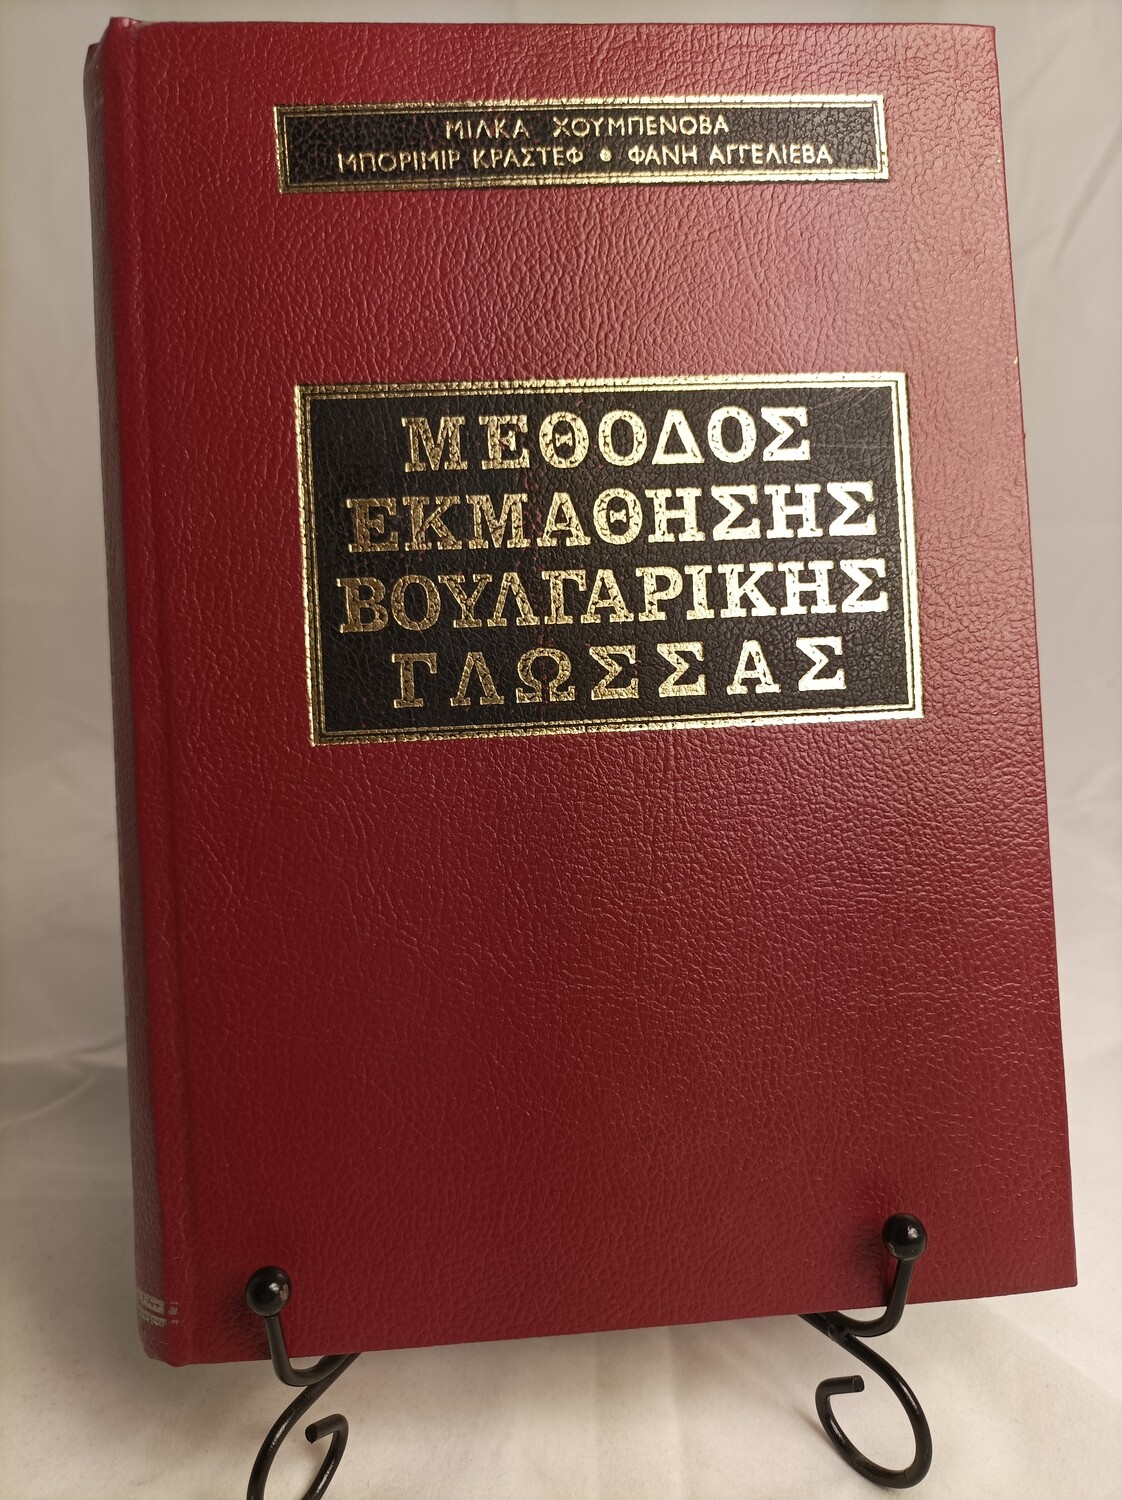 ΜΙΛΚΑ ΧΟΥΜΠΕΝΟΒΑ
ΜΠΟΡΙΜΙΡ ΚΡΑΣΤΕΦ • ΦΑΝΗ ΑΓΓΕΛΙΕΒΑ
ΜΕΘΟΔΟΣ
ΕΚΜΑΘΗΣΗΣ
ΒΟΥΛΓΑΡΙΚΗΣ
ΓΛΩΣΣΑΣ